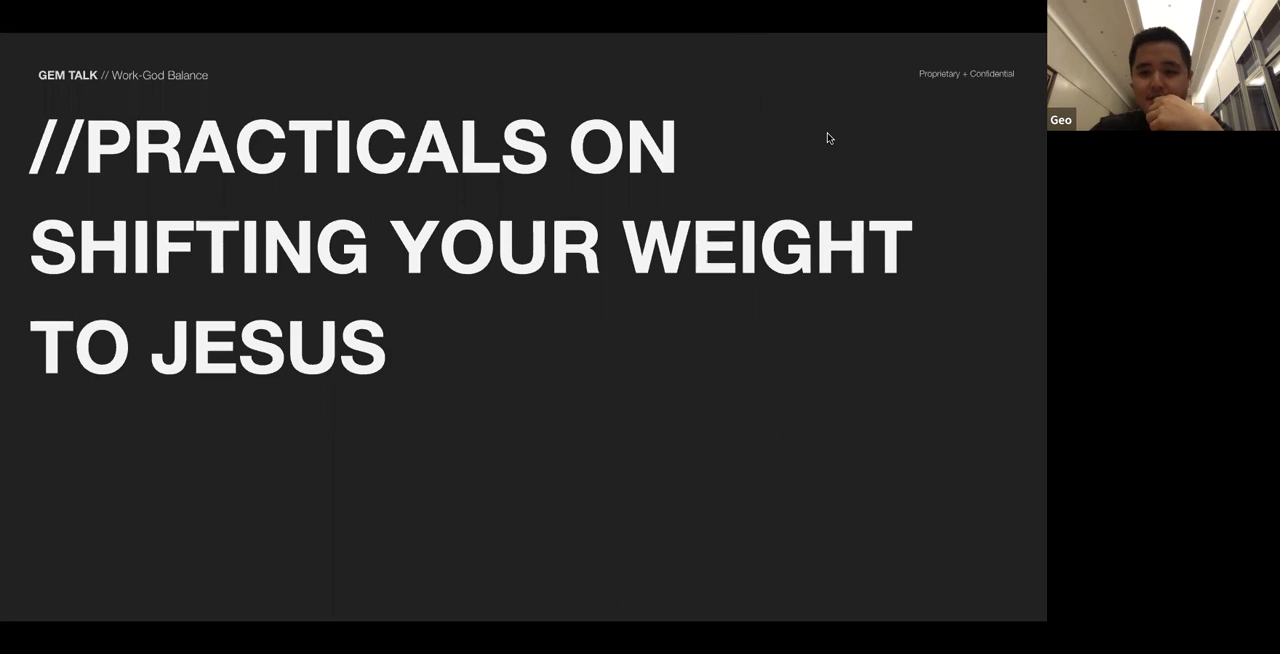 GEM TALK // Work-God Balance
Proprietary + Confidential
//PRACTICALS ON
SHIFTING YOUR WEIGHT
TO JESUS
Geo